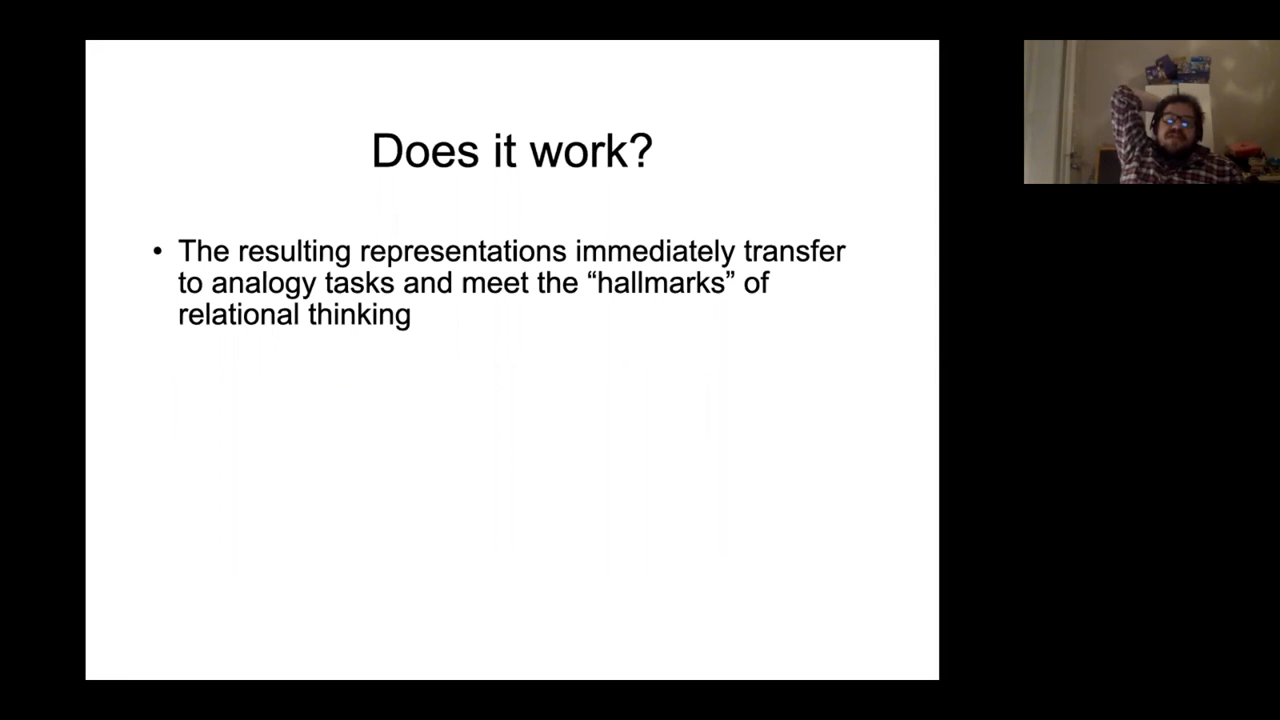 Does it work?
• The resulting representations immediately transfer
to analogy tasks and meet the “hallmarks” of
relational thinking